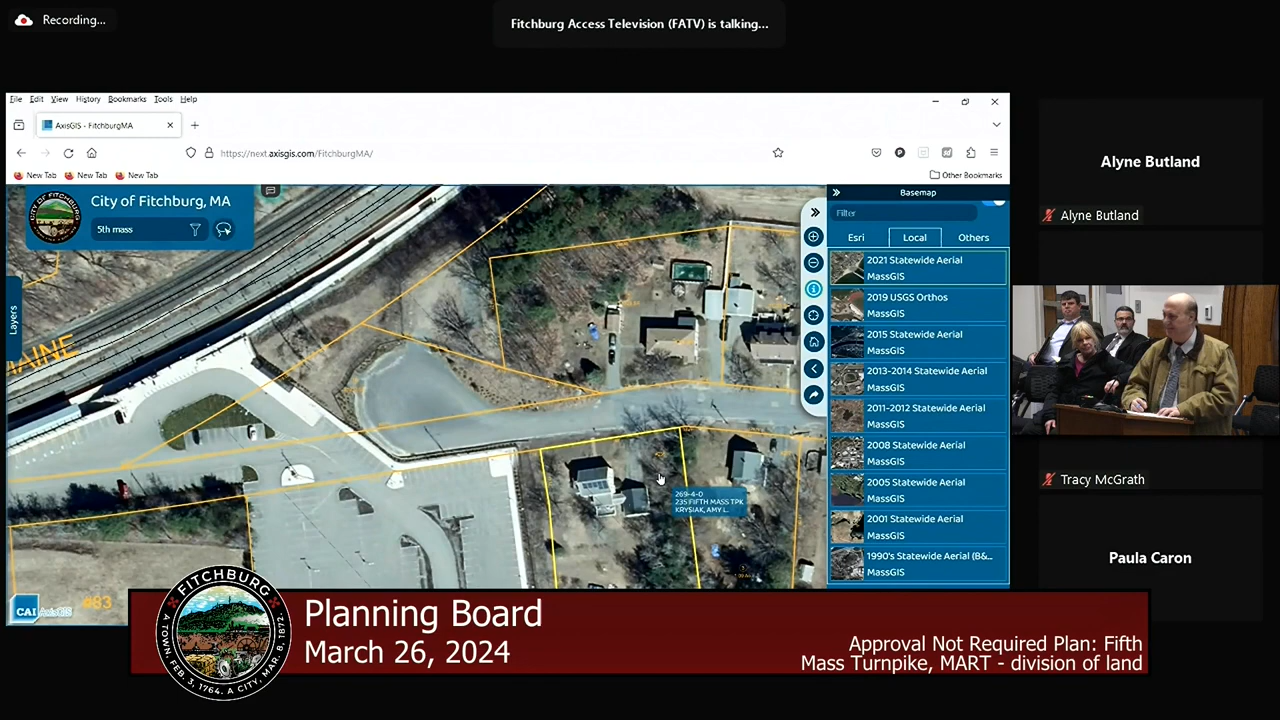 Recording...
Fitchburg Access Television (FATV) is talking...
File Edit View History Bookmarks Tools Help
AxisGIS - FitchburgMA
https://next.axisgis.com/FitchburgMA/
New Tab New Tab New Tab
Other Bookmarks
City of Fitchburg, MA
5th mass
Layers
MAINE
269-4-0
235 FIFTH MASS TPK
KRYSIAK, AMY L.
#83
CAI AxisGIS
Basemap
Filter
Esri Local Others
2021 Statewide Aerial
MassGIS
2019 USGS Orthos
MassGIS
2015 Statewide Aerial
MassGIS
2013-2014 Statewide Aerial
MassGIS
2011-2012 Statewide Aerial
MassGIS
2008 Statewide Aerial
MassGIS
2005 Statewide Aerial
MassGIS
2001 Statewide Aerial
MassGIS
1990's Statewide Aerial (B&...
MassGIS
Alyne Butland
Alyne Butland
Tracy McGrath
Paula Caron
CITY OF FITCHBURG
FITCHBURG
A TOWN, FEB. 3, 1764. A CITY, MAR. 8, 1872.
Planning Board
March 26, 2024
Approval Not Required Plan: Fifth
Mass Turnpike, MART - division of land